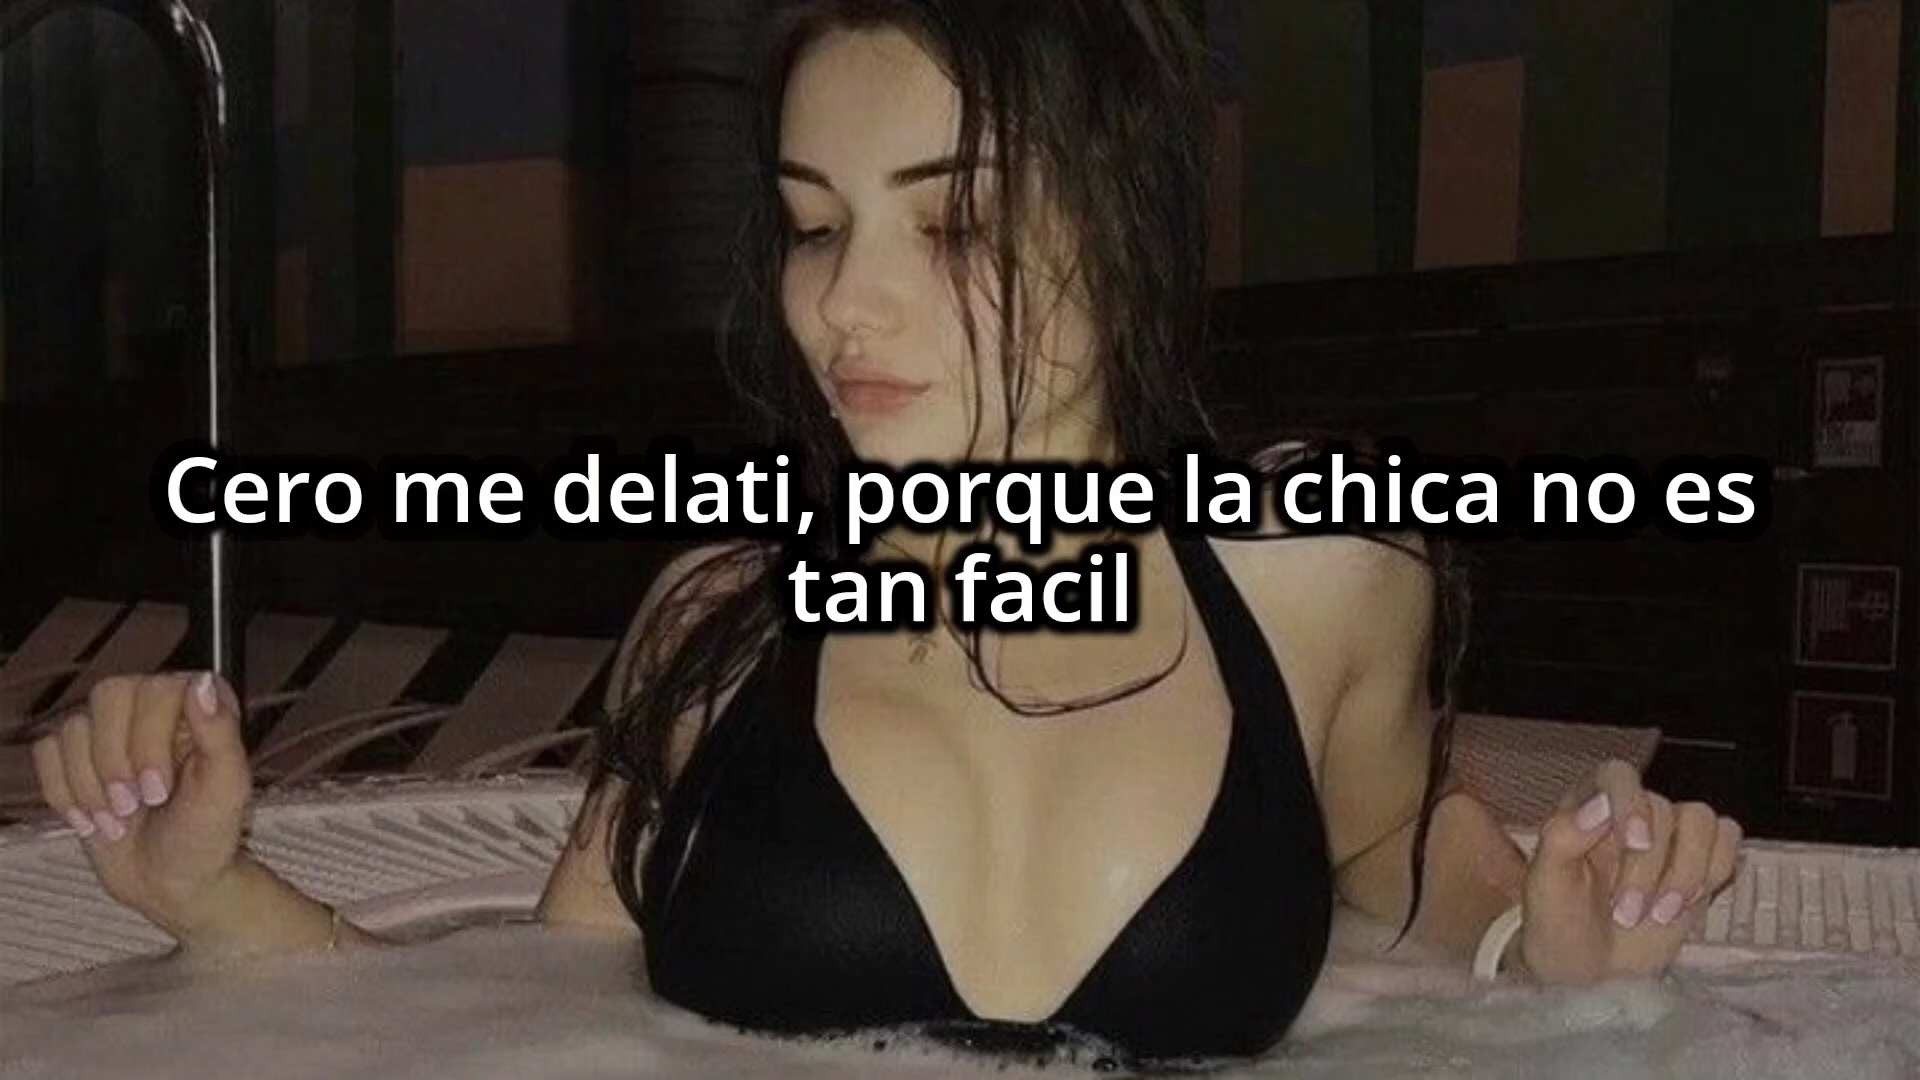 Cero me delati, porque la chica no es
tan facil